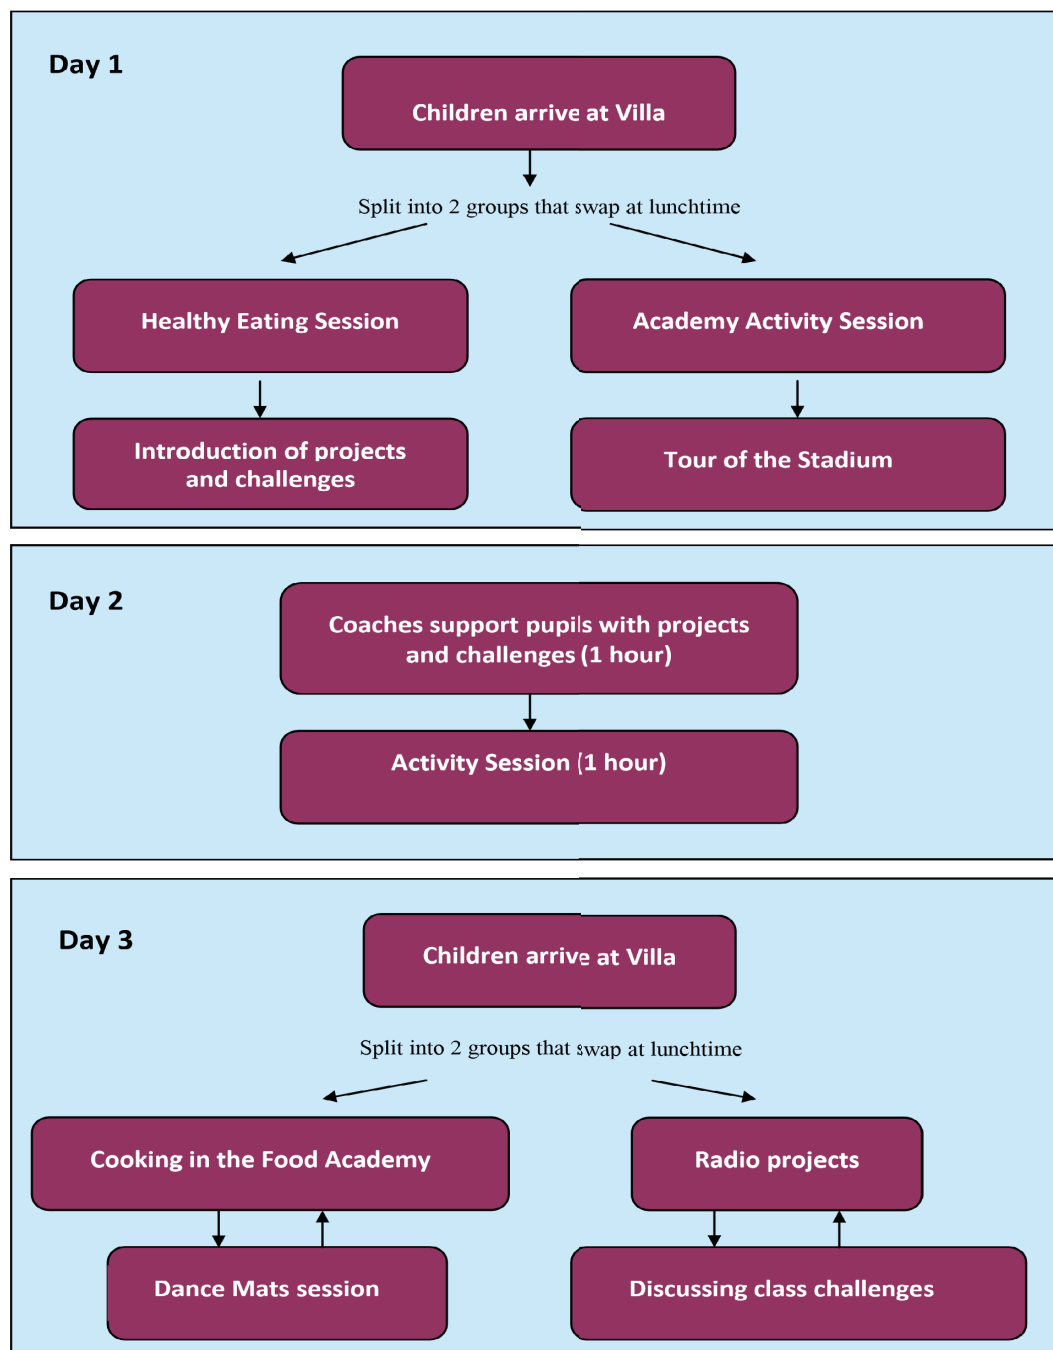 Day 1
Children arrive at Villa
Split into 2 groups that swap at lunchtime
Healthy Eating Session
Academy Activity Session
Introduction of projects
and challenges
Tour of the Stadium
Day 2
Coaches support pupils with projects
and challenges (1 hour)
Activity Session (1 hour)
Day 3
Children arrive at Villa
Split into 2 groups that swap at lunchtime
Cooking in the Food Academy
Radio projects
Dance Mats session
Discussing class challenges